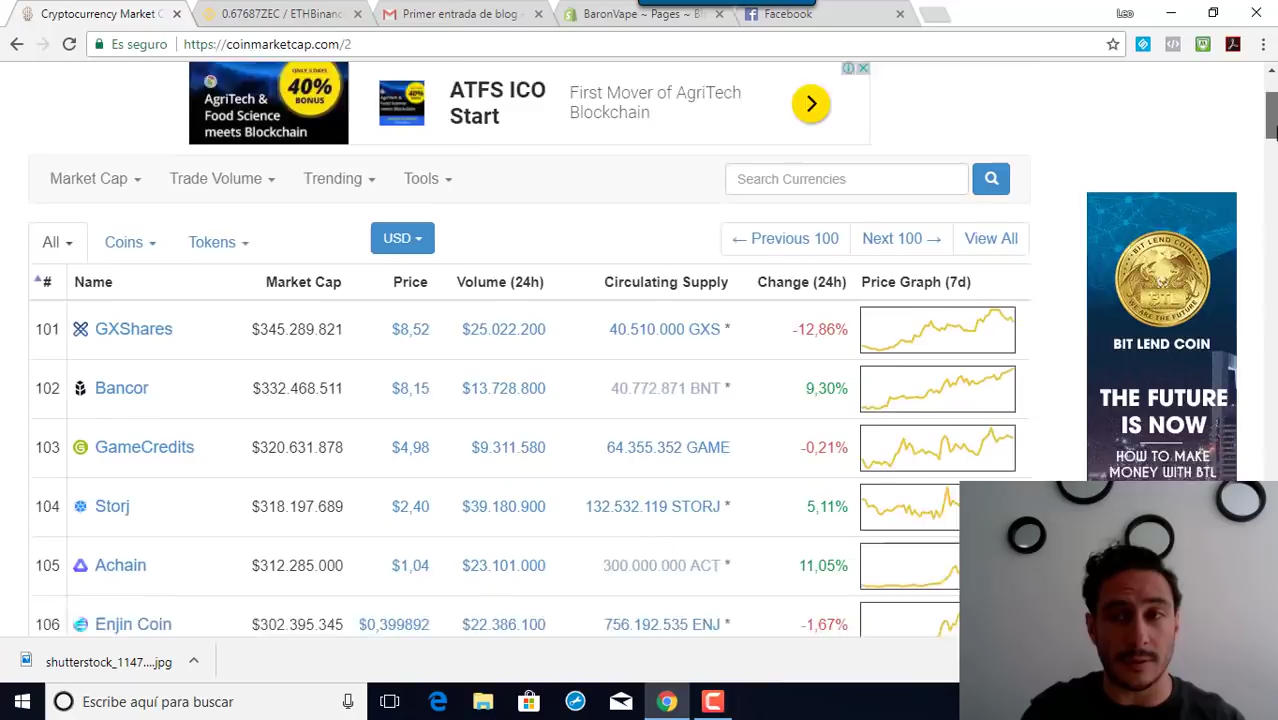 Cryptocurrency Market C
0.67687ZEC / ETHBinanc
Primer entrada de blog -
BaronVape ~ Pages ~ Bl
Facebook
Leo
Es seguro
https://coinmarketcap.com/2
AgriTech &
Food Science
meets Blockchain
40%
BONUS
ATFS ICO
Start
First Mover of AgriTech
Blockchain
Market Cap
Trade Volume
Trending
Tools
Search Currencies
All
Coins
Tokens
USD
← Previous 100
Next 100 →
View All
# Name Market Cap Price Volume (24h) Circulating Supply Change (24h) Price Graph (7d)
101 GXShares $345.289.821 $8,52 $25.022.200 40.510.000 GXS * -12,86%
102 Bancor $332.468.511 $8,15 $13.728.800 40.772.871 BNT * 9,30%
103 GameCredits $320.631.878 $4,98 $9.311.580 64.355.352 GAME -0,21%
104 Storj $318.197.689 $2,40 $39.180.900 132.532.119 STORJ * 5,11%
105 Achain $312.285.000 $1,04 $23.101.000 300.000.000 ACT * 11,05%
106 Enjin Coin $302.395.345 $0,399892 $22.386.100 756.192.535 ENJ * -1,67%
BTL
BIT LEND COIN
THE FUTURE
IS NOW
HOW TO MAKE
MONEY WITH BTL
shutterstock_1147....jpg
Escribe aquí para buscar